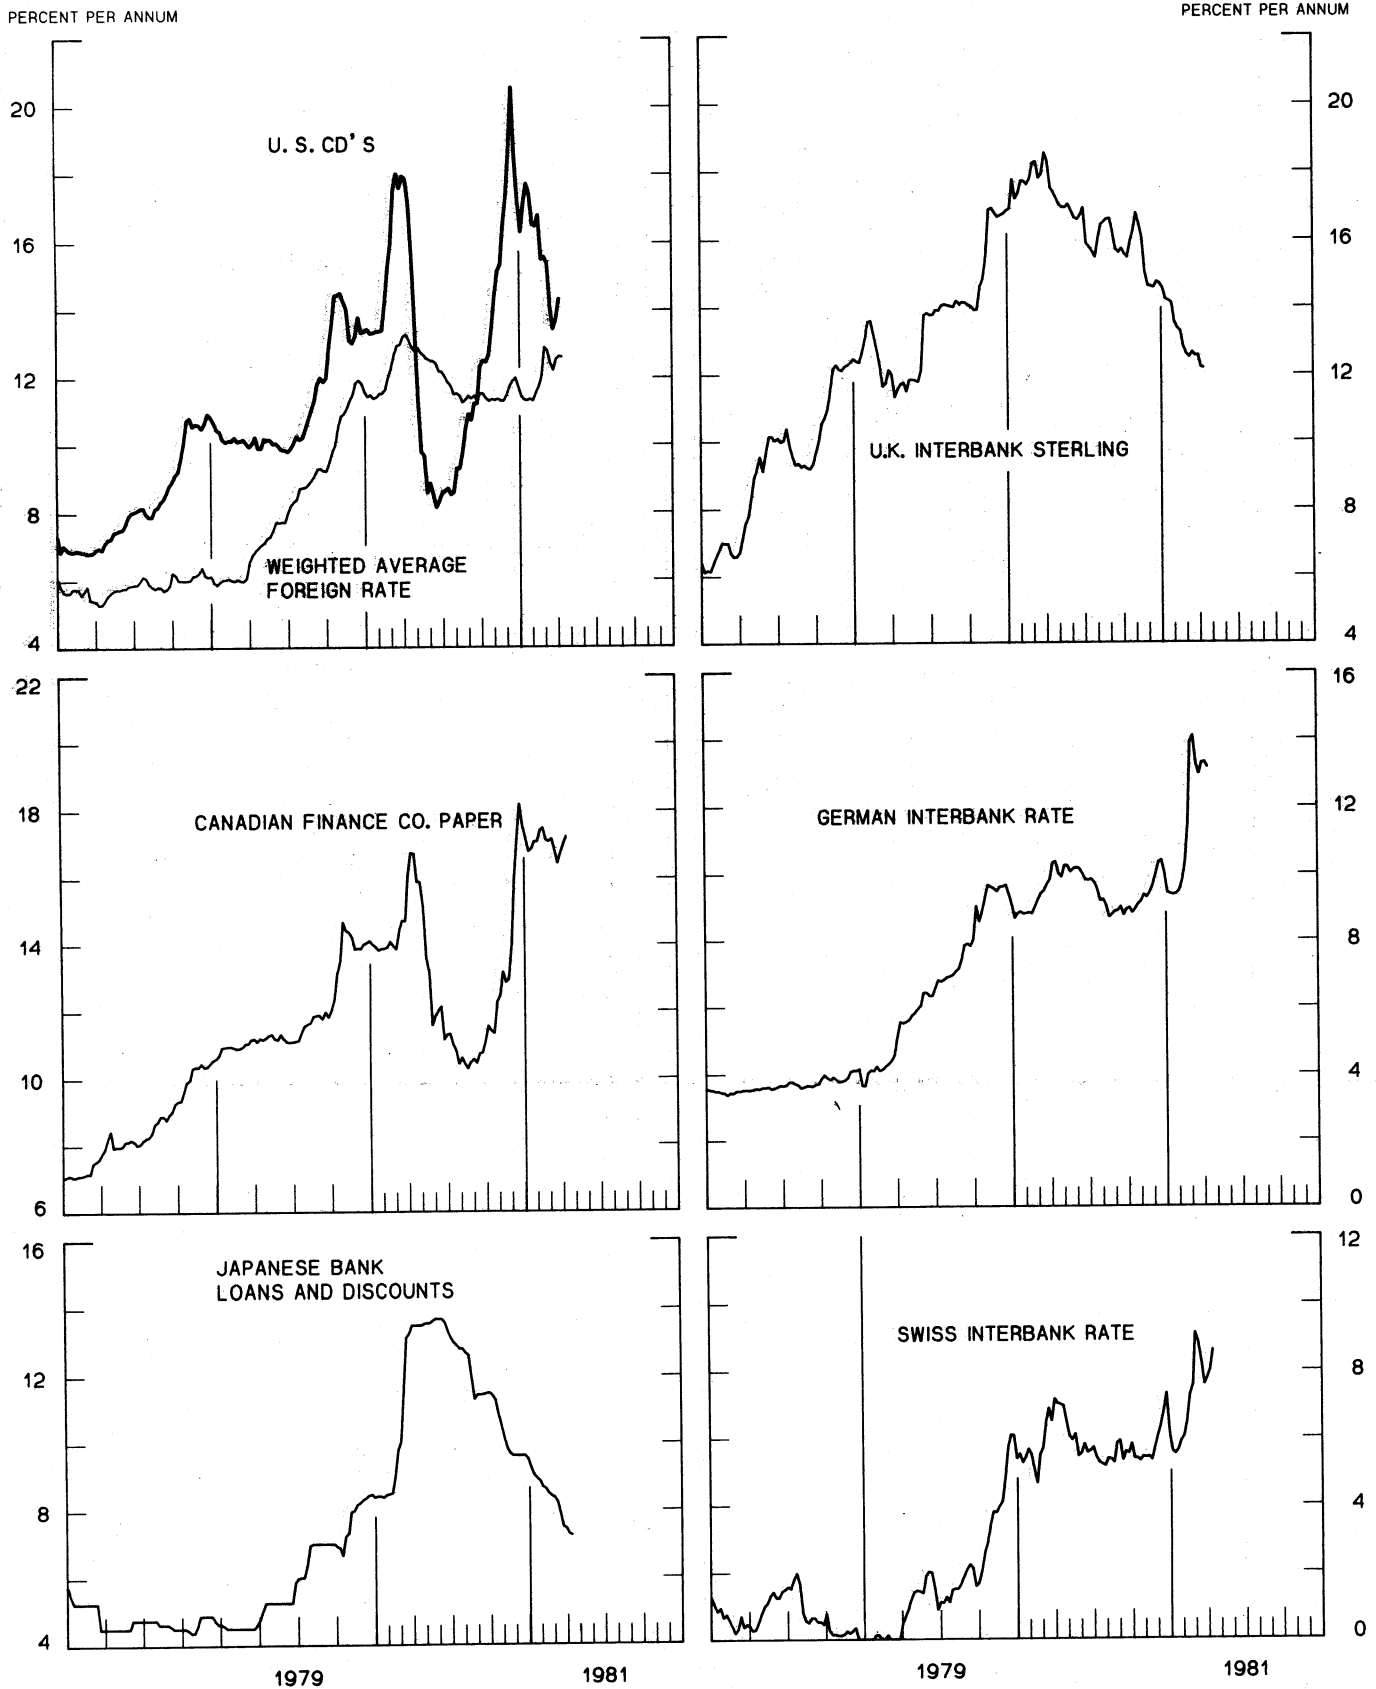 PERCENT PER ANNUM
PERCENT PER ANNUM
20
16
12
8
4
U. S. CD'S
WEIGHTED AVERAGE
FOREIGN RATE
20
16
12
8
4
U.K. INTERBANK STERLING
22
18
14
10
6
CANADIAN FINANCE CO. PAPER
16
12
8
4
0
GERMAN INTERBANK RATE
16
12
8
4
JAPANESE BANK
LOANS AND DISCOUNTS
1979
1981
12
8
4
0
SWISS INTERBANK RATE
1979
1981